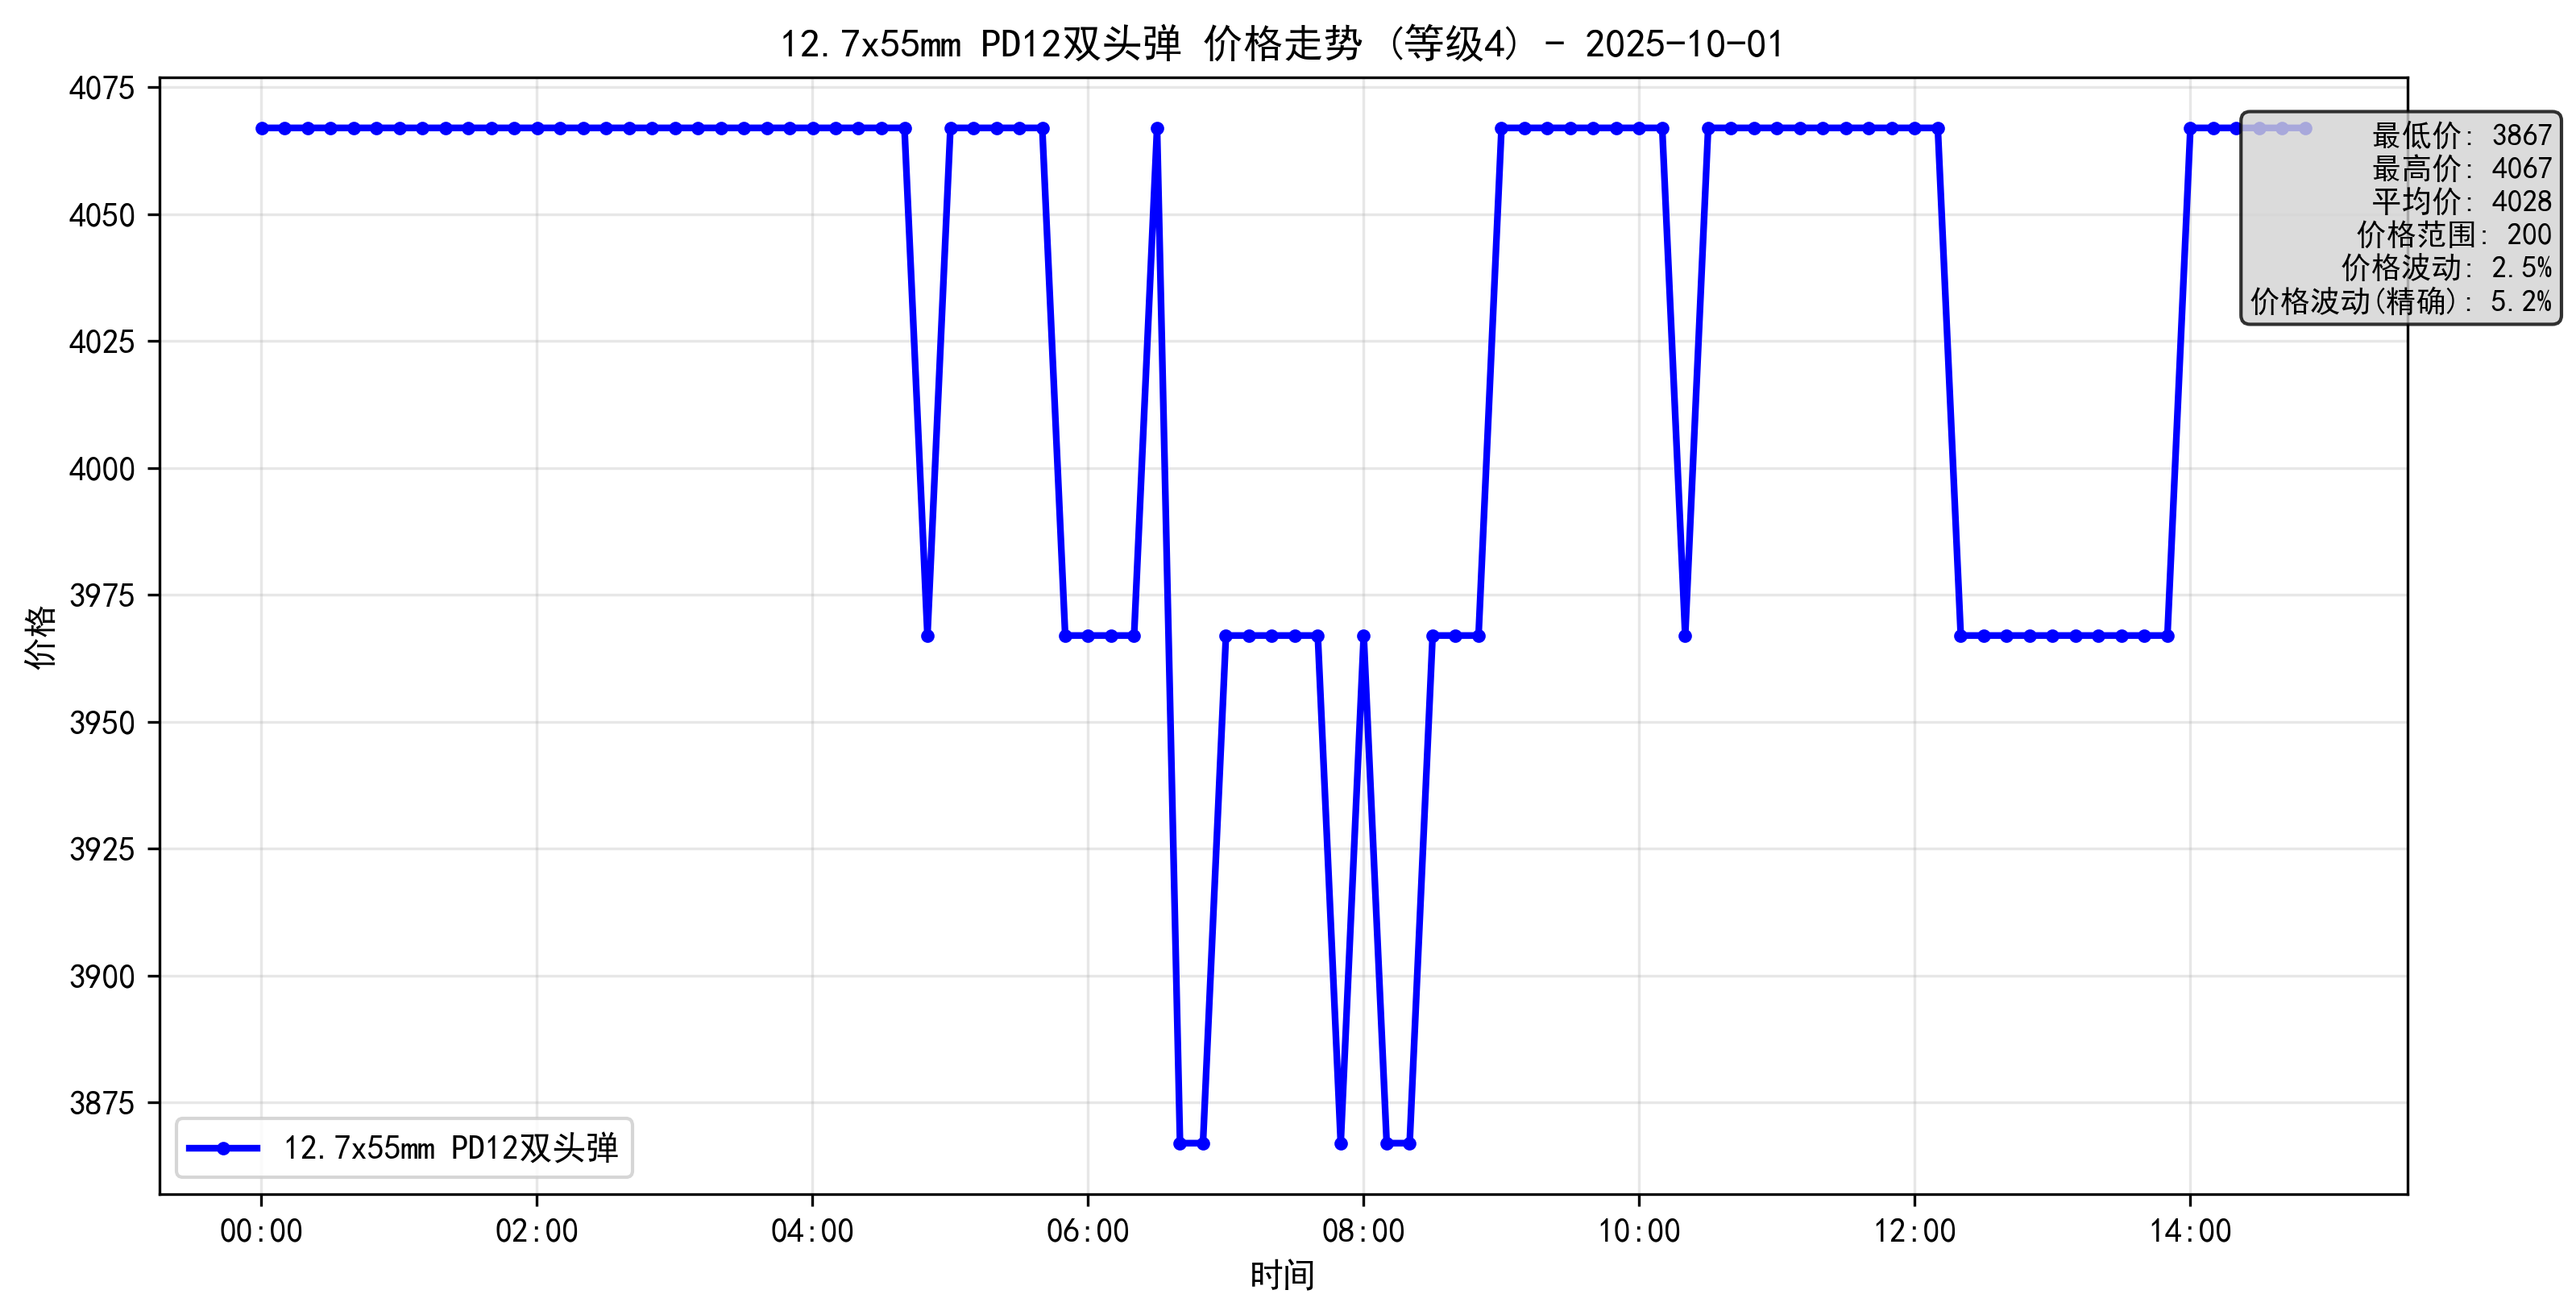 12.7x55mm PD12双头弹 价格走势 (等级4) - 2025-10-01
4075
4050
4025
4000
3975
3950
3925
3900
3875
价格
最低价: 3867
最高价: 4067
平均价: 4028
价格范围: 200
价格波动: 2.5%
价格波动(精确): 5.2%
12.7x55mm PD12双头弹
00:00
02:00
04:00
06:00
08:00
10:00
12:00
14:00
时间